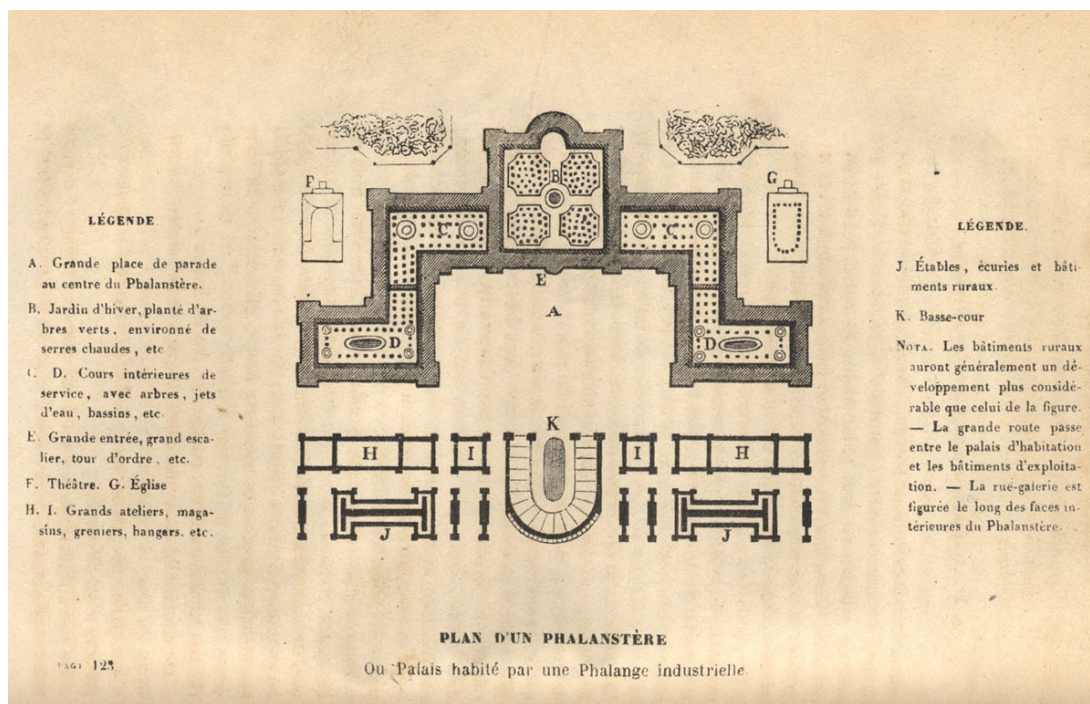 LÉGENDE
A. Grande place de parade
au centre du Phalanstère.
B. Jardin d'hiver, planté d'ar-
bres verts, environné de
serres chaudes, etc
C. D. Cours intérieures de
service, avec arbres, jets
d'eau, bassins, etc.
E. Grande entrée, grand esca-
lier, tour d'ordre, etc.
F. Théâtre. G. Église
H. I. Grands ateliers, maga-
sins, greniers, hangars, etc.
F
B
G
C
C
E
A.
D
D
K
H
I
I
H
J
J
LÉGENDE.
J. Étables, écuries et bâti-
ments ruraux.
K. Basse-cour
NOTA. Les bâtiments ruraux
auront généralement un dé-
veloppement plus considé-
rable que celui de la figure.
— La grande route passe
entre le palais d'habitation
et les bâtiments d'exploita-
tion. — La rue-galerie est
figurée le long des faces in-
térieures du Phalanstère.
PLAN D'UN PHALANSTÈRE
Ou Palais habité par une Phalange industrielle.
PAGE 123